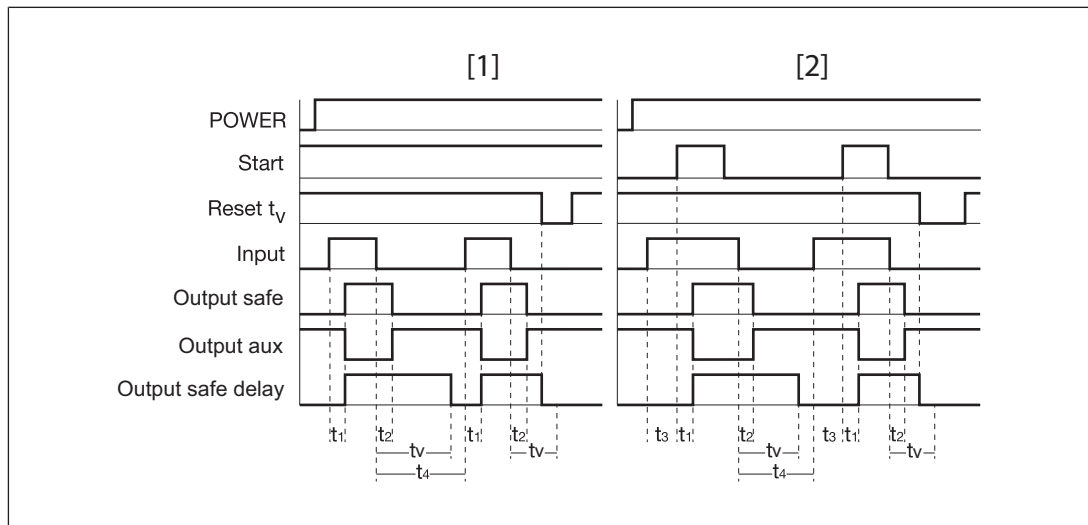 [1] [2]
POWER
Start
Reset tv
Input
Output safe
Output aux
Output safe delay
t1 t2 t1 t2 t3 t1 t2 t3 t1 t2
tv tv tv tv
t4 t4